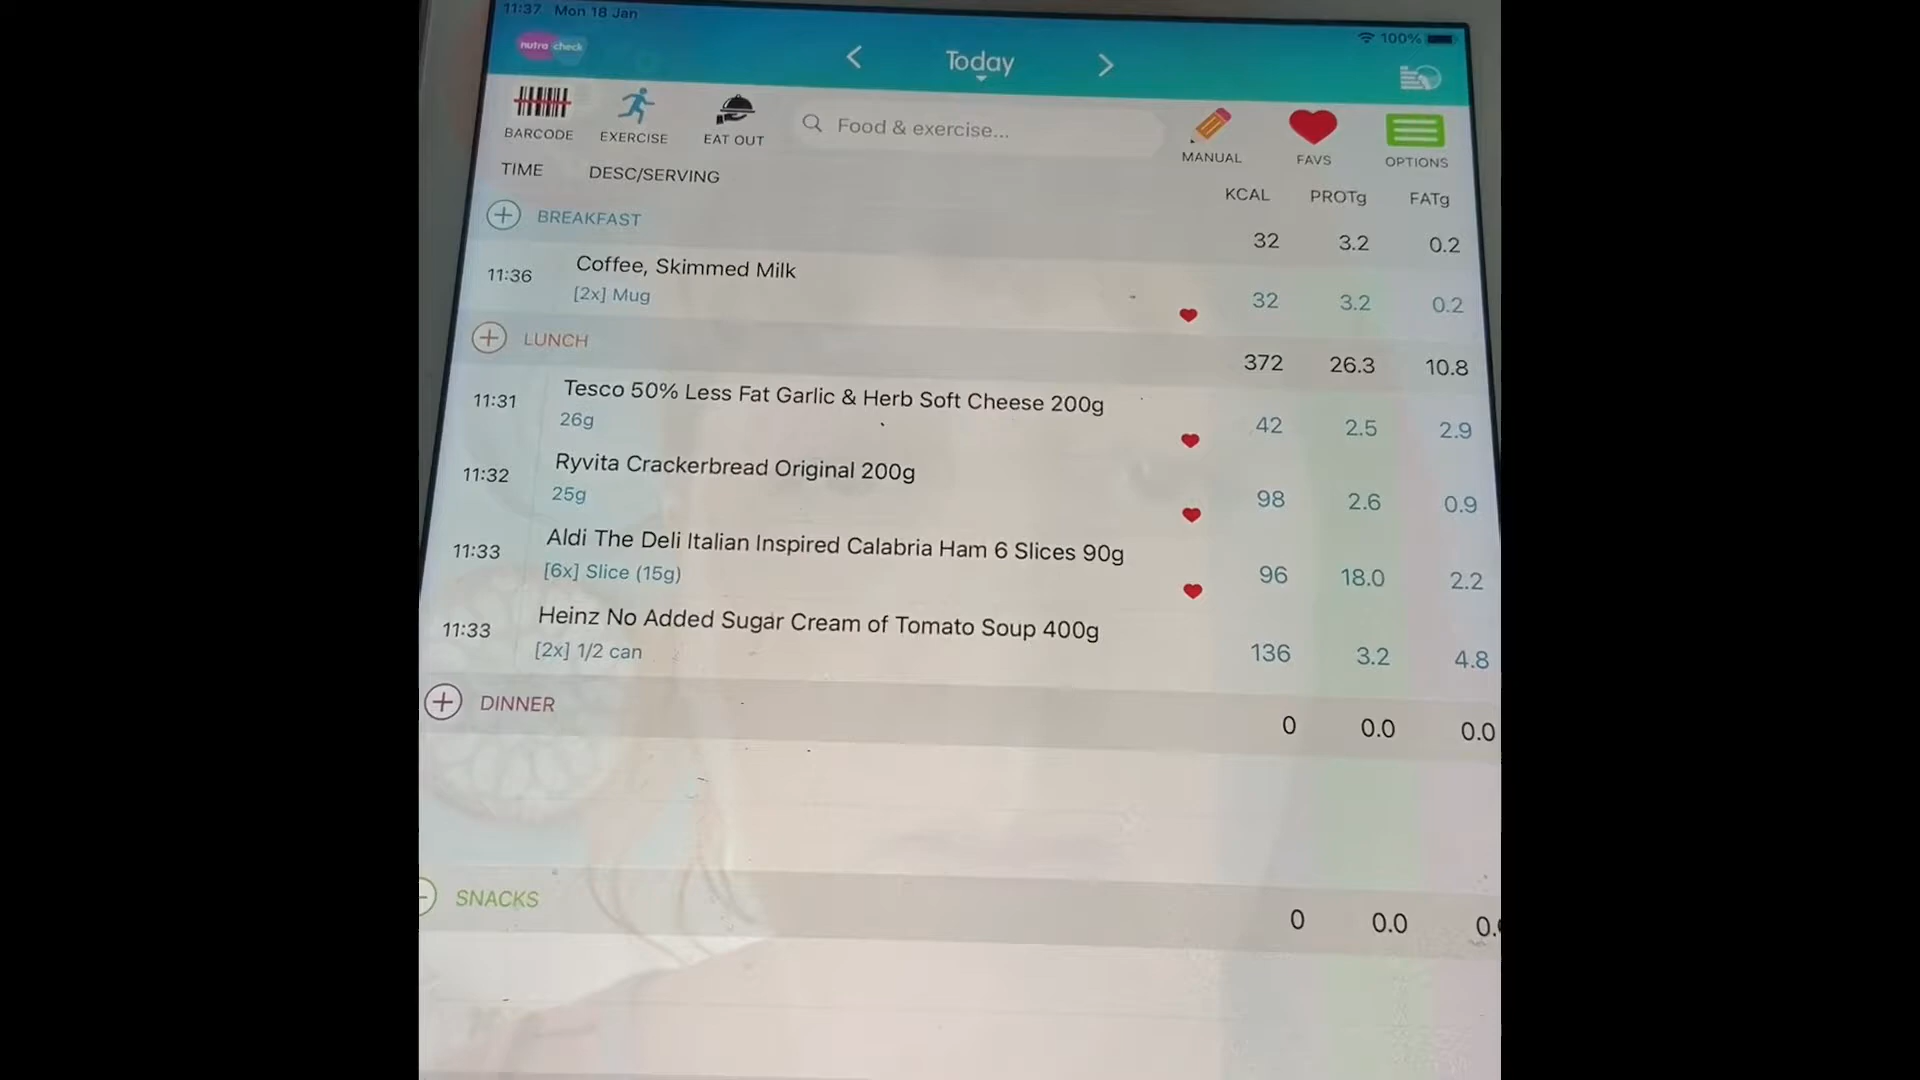 11:37 Mon 18 Jan
100%
nutra check
Today
BARCODE EXERCISE EAT OUT Food & exercise... MANUAL FAVS OPTIONS
TIME DESC/SERVING KCAL PROTg FATg
BREAKFAST 32 3.2 0.2
11:36 Coffee, Skimmed Milk
[2x] Mug 32 3.2 0.2
LUNCH 372 26.3 10.8
11:31 Tesco 50% Less Fat Garlic & Herb Soft Cheese 200g
26g 42 2.5 2.9
11:32 Ryvita Crackerbread Original 200g
25g 98 2.6 0.9
11:33 Aldi The Deli Italian Inspired Calabria Ham 6 Slices 90g
[6x] Slice (15g) 96 18.0 2.2
11:33 Heinz No Added Sugar Cream of Tomato Soup 400g
[2x] 1/2 can 136 3.2 4.8
DINNER 0 0.0 0.0
SNACKS 0 0.0 0.